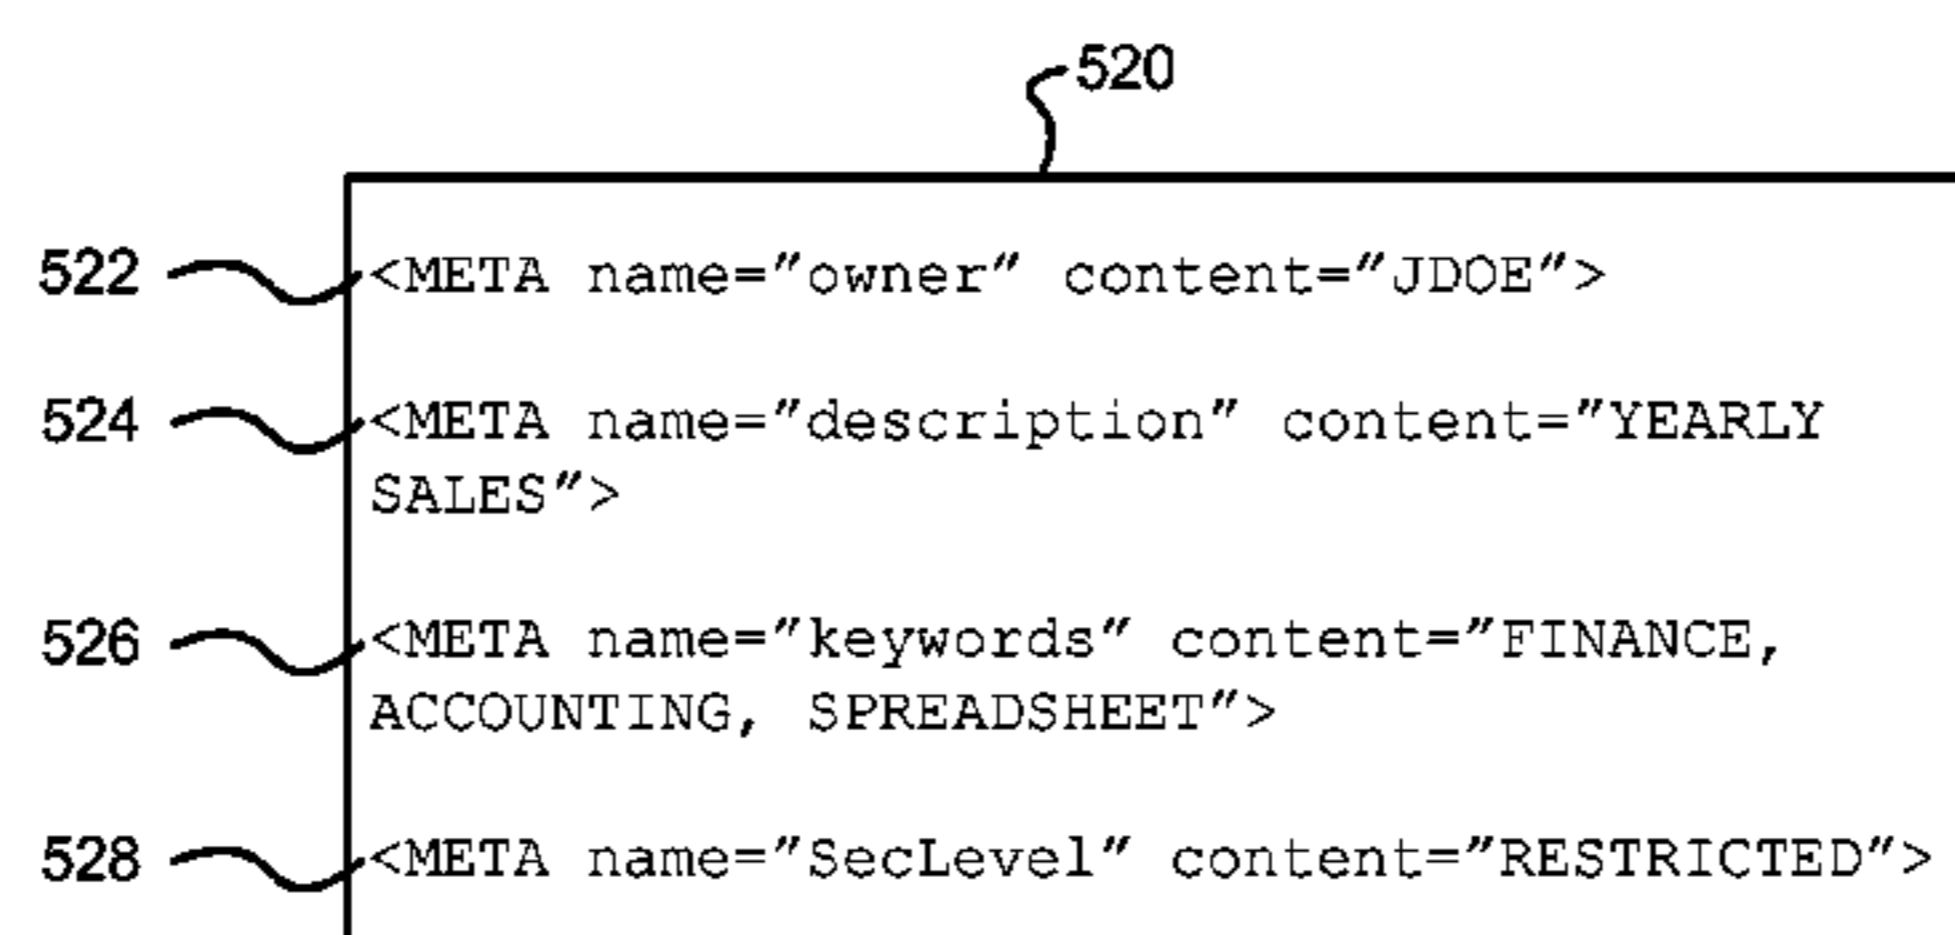 520
522 <META name="owner" content="JDOE">
524 <META name="description" content="YEARLY
SALES">
526 <META name="keywords" content="FINANCE,
ACCOUNTING, SPREADSHEET">
528 <META name="SecLevel" content="RESTRICTED">